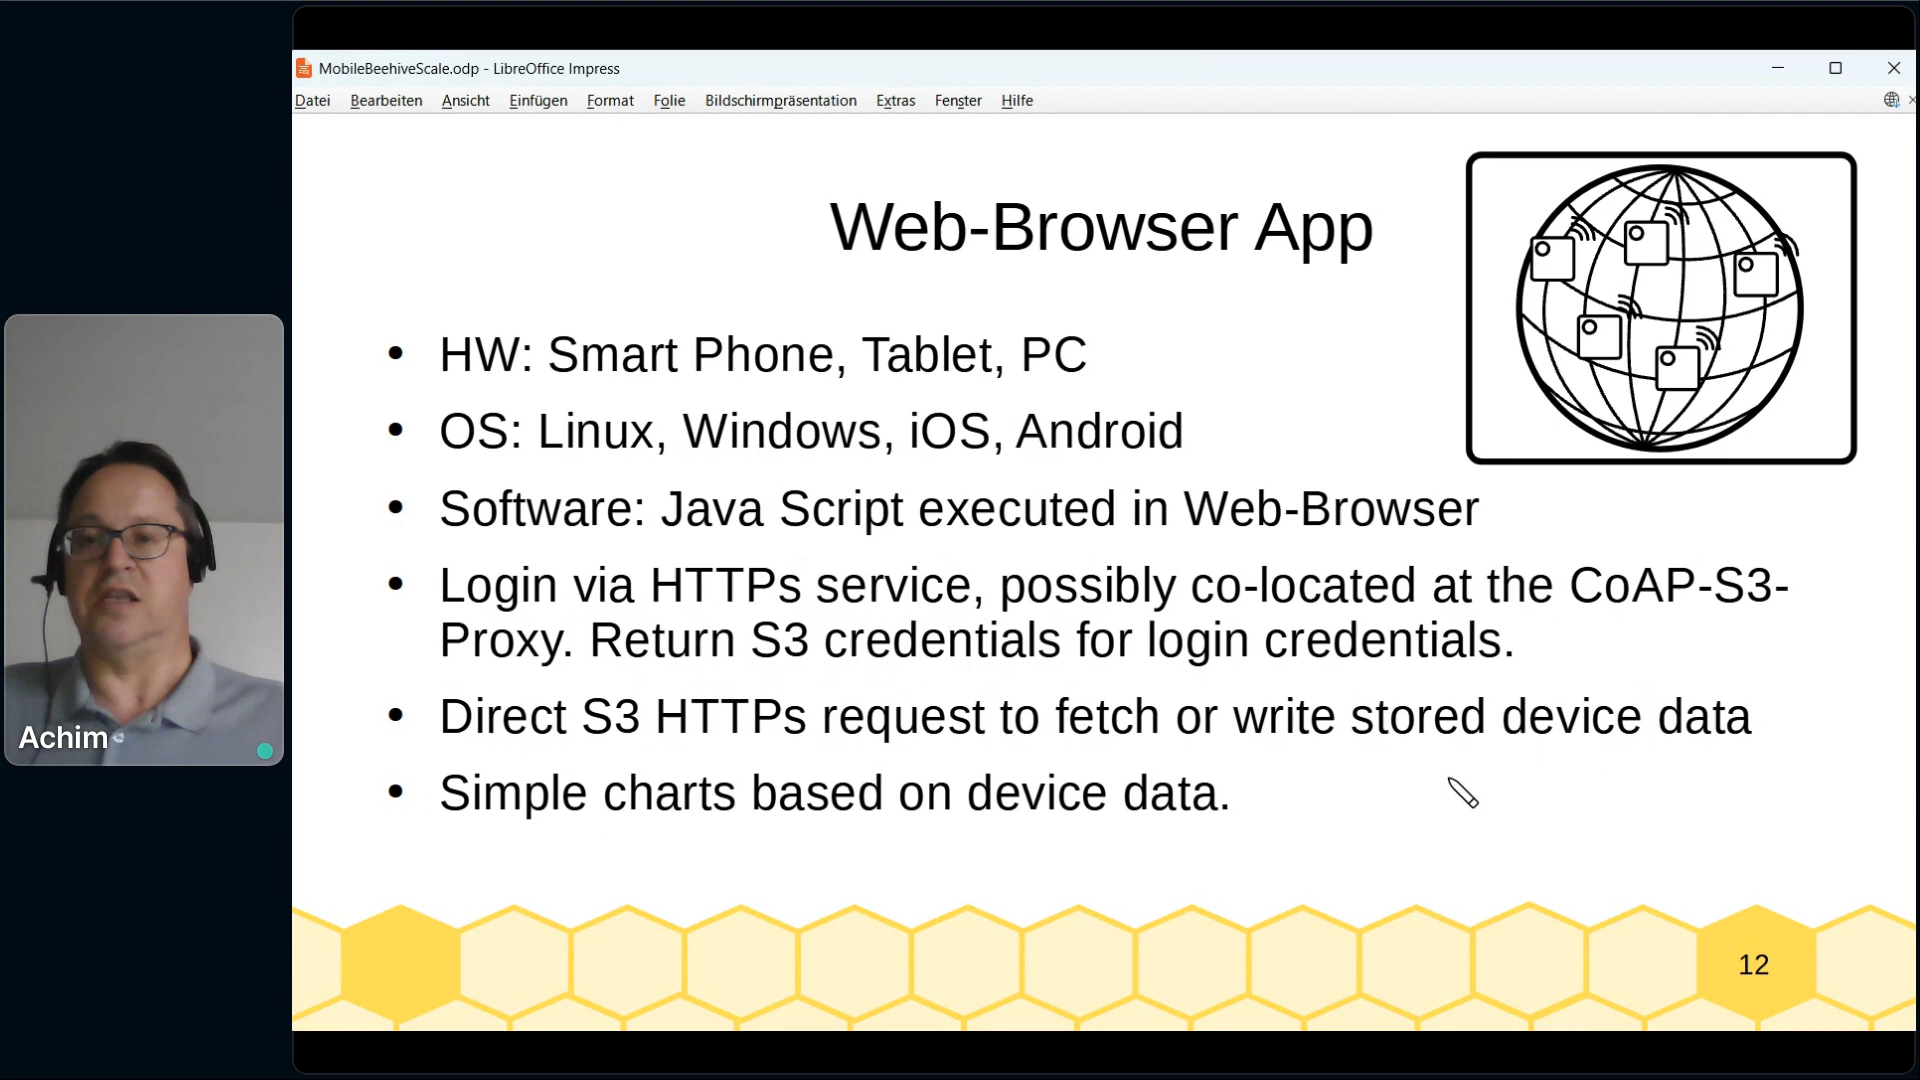 MobileBeehiveScale.odp - LibreOffice Impress
Datei Bearbeiten Ansicht Einfügen Format Folie Bildschirmpräsentation Extras Fenster Hilfe
Web-Browser App
• HW: Smart Phone, Tablet, PC
• OS: Linux, Windows, iOS, Android
• Software: Java Script executed in Web-Browser
• Login via HTTPs service, possibly co-located at the CoAP-S3-
Proxy. Return S3 credentials for login credentials.
• Direct S3 HTTPs request to fetch or write stored device data
• Simple charts based on device data.
Achim
12